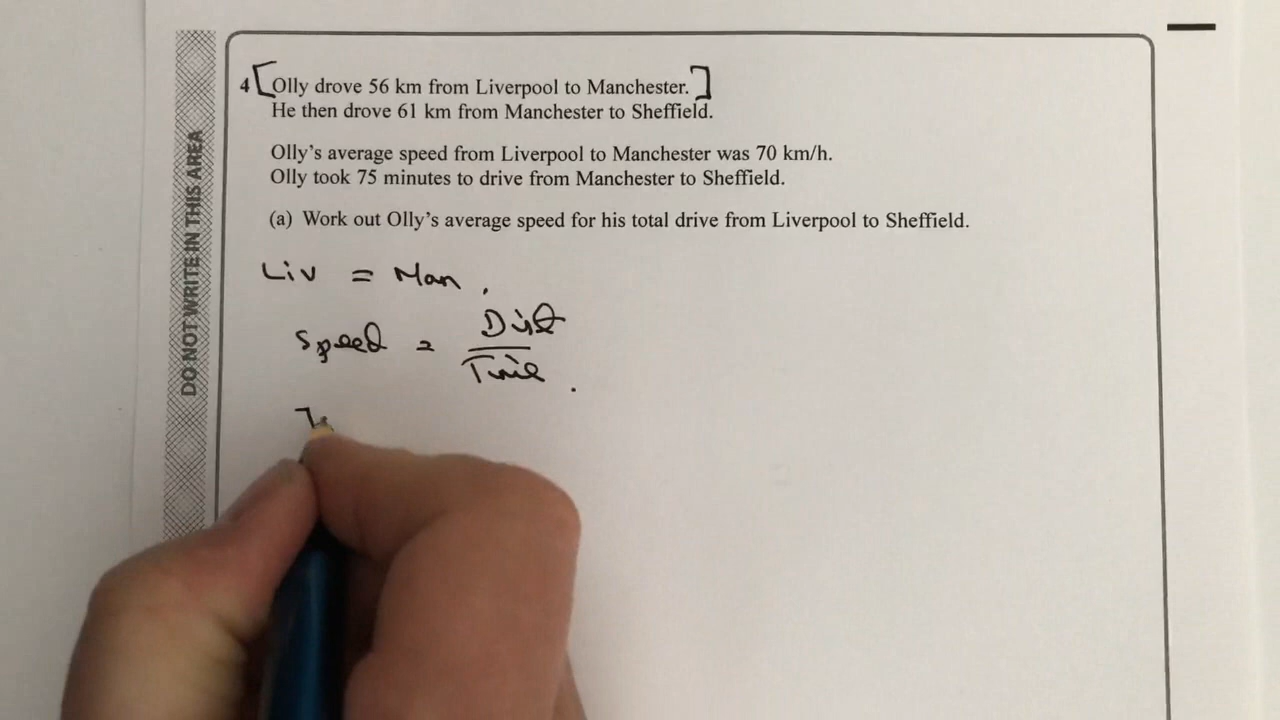 DO NOT WRITE IN THIS AREA
4 [Olly drove 56 km from Liverpool to Manchester.]
He then drove 61 km from Manchester to Sheffield.
Olly’s average speed from Liverpool to Manchester was 70 km/h.
Olly took 75 minutes to drive from Manchester to Sheffield.
(a) Work out Olly’s average speed for his total drive from Liverpool to Sheffield.
Liv = Man.
Speed = Dist
Time.
7